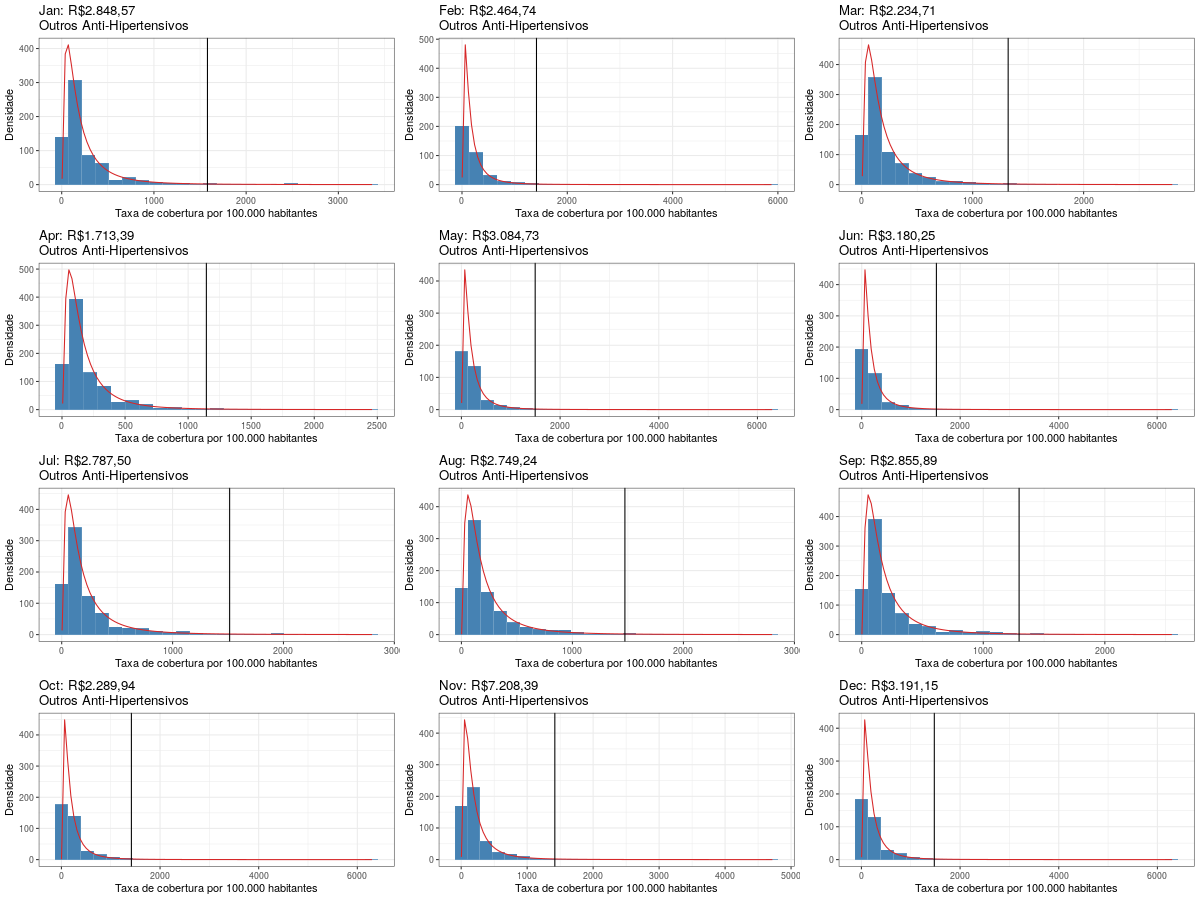 Jan: R$2.848,57
Outros Anti-Hipertensivos
400
300
200
100
0
Densidade
0
1000
2000
3000
Taxa de cobertura por 100.000 habitantes
Feb: R$2.464,74
Outros Anti-Hipertensivos
500
400
300
200
100
0
Densidade
0
2000
4000
6000
Taxa de cobertura por 100.000 habitantes
Mar: R$2.234,71
Outros Anti-Hipertensivos
400
300
200
100
0
Densidade
0
1000
2000
Taxa de cobertura por 100.000 habitantes
Apr: R$1.713,39
Outros Anti-Hipertensivos
500
400
300
200
100
0
Densidade
0
500
1000
1500
2000
2500
Taxa de cobertura por 100.000 habitantes
May: R$3.084,73
Outros Anti-Hipertensivos
400
300
200
100
0
Densidade
0
2000
4000
6000
Taxa de cobertura por 100.000 habitantes
Jun: R$3.180,25
Outros Anti-Hipertensivos
400
300
200
100
0
Densidade
0
2000
4000
6000
Taxa de cobertura por 100.000 habitantes
Jul: R$2.787,50
Outros Anti-Hipertensivos
400
300
200
100
0
Densidade
0
1000
2000
300
Taxa de cobertura por 100.000 habitantes
Aug: R$2.749,24
Outros Anti-Hipertensivos
400
300
200
100
0
Densidade
0
1000
2000
300
Taxa de cobertura por 100.000 habitantes
Sep: R$2.855,89
Outros Anti-Hipertensivos
400
300
200
100
0
Densidade
0
1000
2000
Taxa de cobertura por 100.000 habitantes
Oct: R$2.289,94
Outros Anti-Hipertensivos
400
300
200
100
0
Densidade
0
2000
4000
6000
Taxa de cobertura por 100.000 habitantes
Nov: R$7.208,39
Outros Anti-Hipertensivos
400
300
200
100
0
Densidade
0
1000
2000
3000
4000
5000
Taxa de cobertura por 100.000 habitantes
Dec: R$3.191,15
Outros Anti-Hipertensivos
400
300
200
100
0
Densidade
0
2000
4000
6000
Taxa de cobertura por 100.000 habitantes